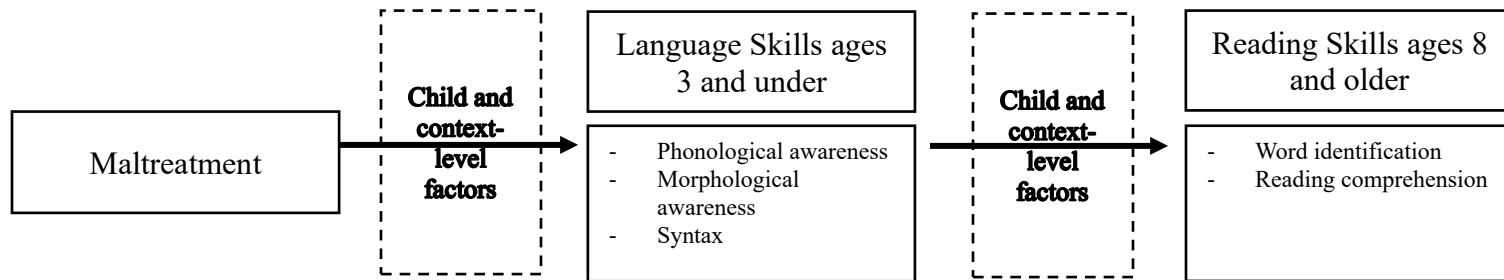 Maltreatment
Child and
context-
level
factors
Language Skills ages
3 and under
- Phonological awareness
- Morphological
awareness
- Syntax
Child and
context-
level
factors
Reading Skills ages 8
and older
- Word identification
- Reading comprehension